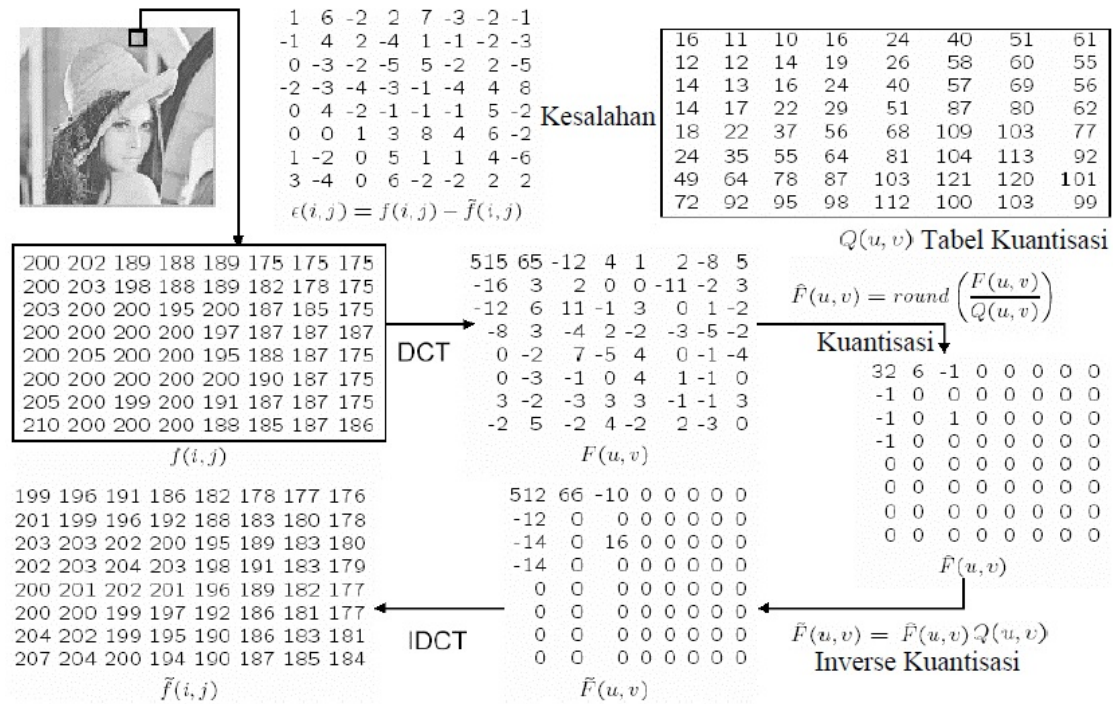 1 6 -2 2 7 -3 -2 -1
-1 4 2 -4 1 -1 -2 -3
0 -3 -2 -5 5 -2 2 -5
-2 -3 -4 -3 -1 -4 4 8
0 4 -2 -1 -1 -1 5 -2
0 0 1 3 8 4 6 -2
1 -2 0 5 1 1 4 -6
3 -4 0 6 -2 -2 2 2
ϵ(i, j) = f(i, j) − f̃(i, j)
Kesalahan
16 11 10 16 24 40 51 61
12 12 14 19 26 58 60 55
14 13 16 24 40 57 69 56
14 17 22 29 51 87 80 62
18 22 37 56 68 109 103 77
24 35 55 64 81 104 113 92
49 64 78 87 103 121 120 101
72 92 95 98 112 100 103 99
Q(u, v) Tabel Kuantisasi
200 202 189 188 189 175 175 175
200 203 198 188 189 182 178 175
203 200 200 195 200 187 185 175
200 200 200 200 197 187 187 187
200 205 200 200 195 188 187 175
200 200 200 200 200 190 187 175
205 200 199 200 191 187 187 175
210 200 200 200 188 185 187 186
f(i, j)
DCT
515 65 -12 4 1 2 -8 5
-16 3 2 0 0 -11 -2 3
-12 6 11 -1 3 0 1 -2
-8 3 -4 2 -2 -3 -5 -2
0 -2 7 -5 4 0 -1 -4
0 -3 -1 0 4 1 -1 0
3 -2 -3 3 3 -1 -1 3
-2 5 -2 4 -2 2 -3 0
F(u, v)
F̂(u, v) = round (F(u, v) / Q(u, v))
Kuantisasi
32 6 -1 0 0 0 0 0
-1 0 0 0 0 0 0 0
-1 0 1 0 0 0 0 0
-1 0 0 0 0 0 0 0
0 0 0 0 0 0 0 0
0 0 0 0 0 0 0 0
0 0 0 0 0 0 0 0
0 0 0 0 0 0 0 0
F̂(u, v)
F̃(u, v) = F̂(u, v) Q(u, v)
Inverse Kuantisasi
512 66 -10 0 0 0 0 0
-12 0 0 0 0 0 0 0
-14 0 16 0 0 0 0 0
-14 0 0 0 0 0 0 0
0 0 0 0 0 0 0 0
0 0 0 0 0 0 0 0
0 0 0 0 0 0 0 0
0 0 0 0 0 0 0 0
F̃(u, v)
IDCT
199 196 191 186 182 178 177 176
201 199 196 192 188 183 180 178
203 203 202 200 195 189 183 180
202 203 204 203 198 191 183 179
200 201 202 201 196 189 182 177
200 200 199 197 192 186 181 177
204 202 199 195 190 186 183 181
207 204 200 194 190 187 185 184
f̃(i, j)